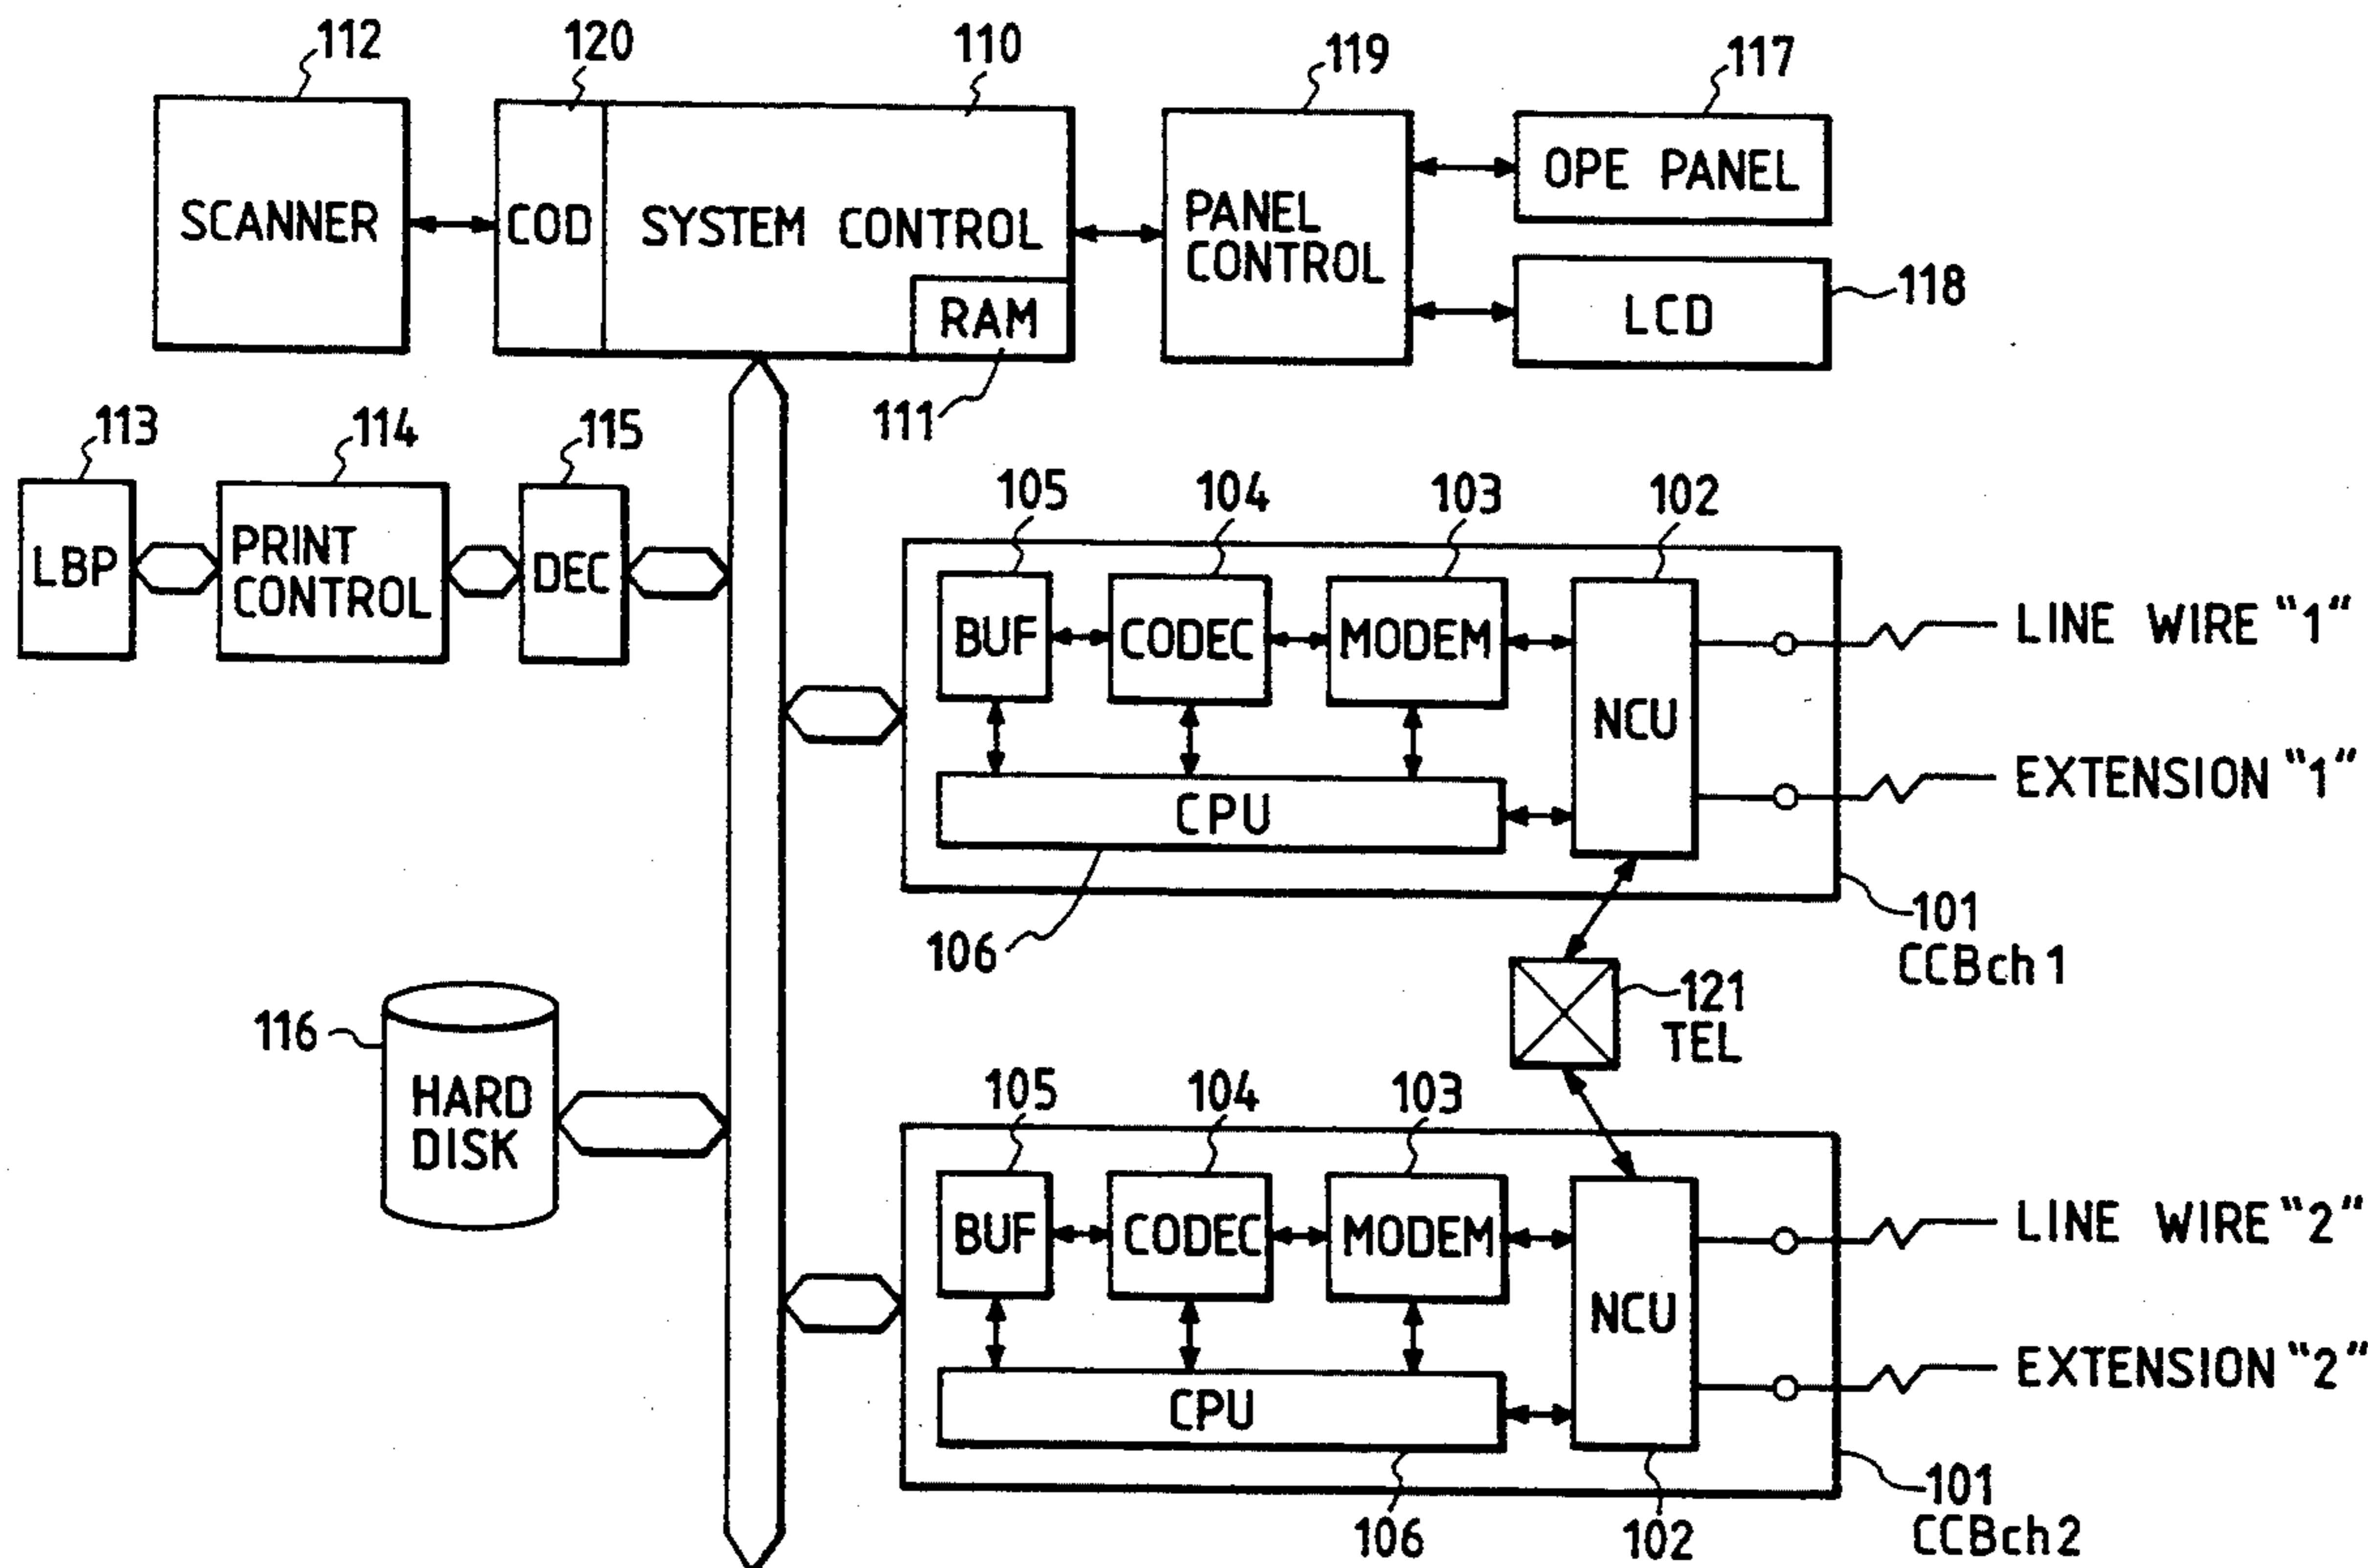 112
120
110
119
117
SCANNER
COD
SYSTEM CONTROL
RAM
111
PANEL
CONTROL
OPE PANEL
LCD
118
113
114
115
LBP
PRINT
CONTROL
DEC
105
104
103
102
BUF
CODEC
MODEM
NCU
CPU
LINE WIRE "1"
EXTENSION "1"
106
101
CCBch1
121
TEL
116
HARD
DISK
105
104
103
BUF
CODEC
MODEM
NCU
CPU
LINE WIRE "2"
EXTENSION "2"
106
102
101
CCBch2